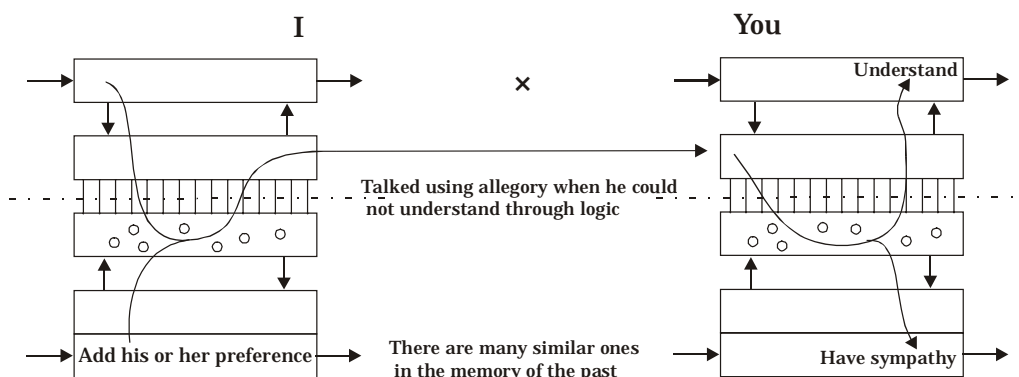 I
You
Understand
×
Talked using allegory when he could
not understand through logic
Add his or her preference
There are many similar ones
in the memory of the past
Have sympathy